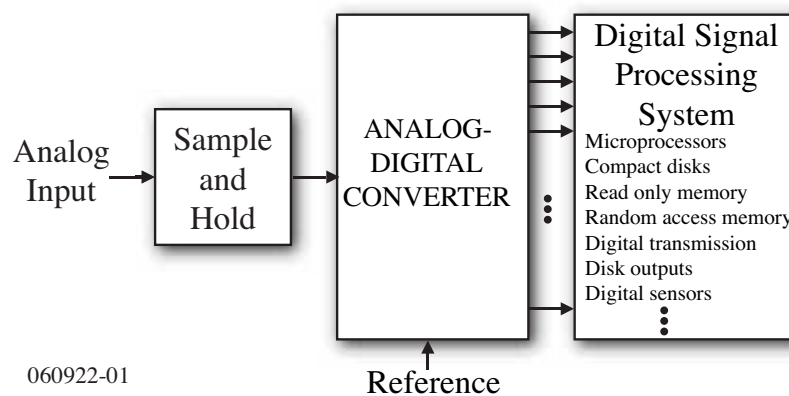 Analog
Input
Sample
and
Hold
ANALOG-
DIGITAL
CONVERTER
Reference
Digital Signal
Processing
System
Microprocessors
Compact disks
Read only memory
Random access memory
Digital transmission
Disk outputs
Digital sensors
060922-01